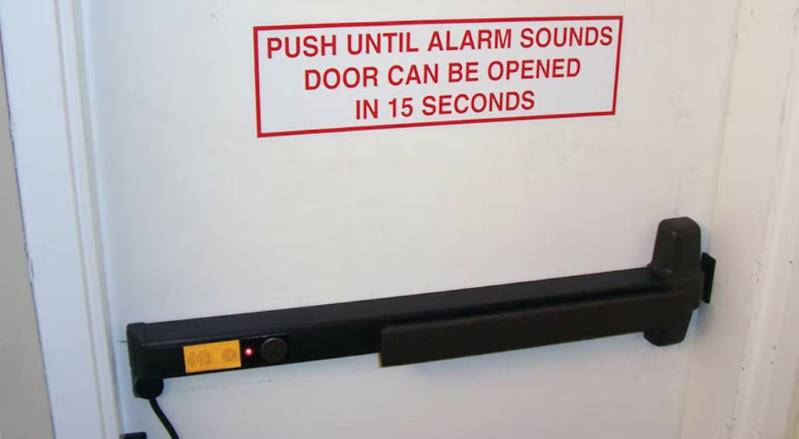 PUSH UNTIL ALARM SOUNDS
DOOR CAN BE OPENED
IN 15 SECONDS